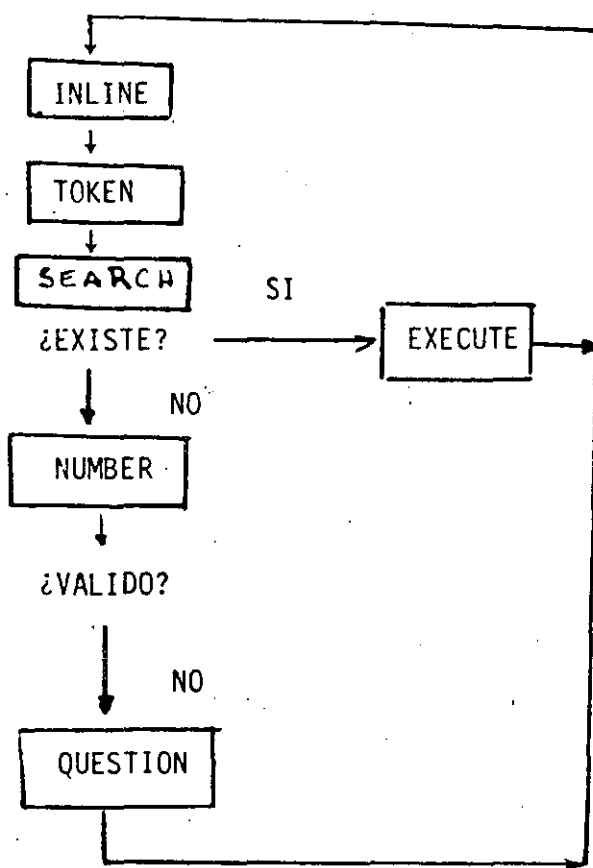 INLINE
TOKEN
SEARCH
SI
¿EXISTE?
EXECUTE
NO
NUMBER
¿VALIDO?
NO
QUESTION